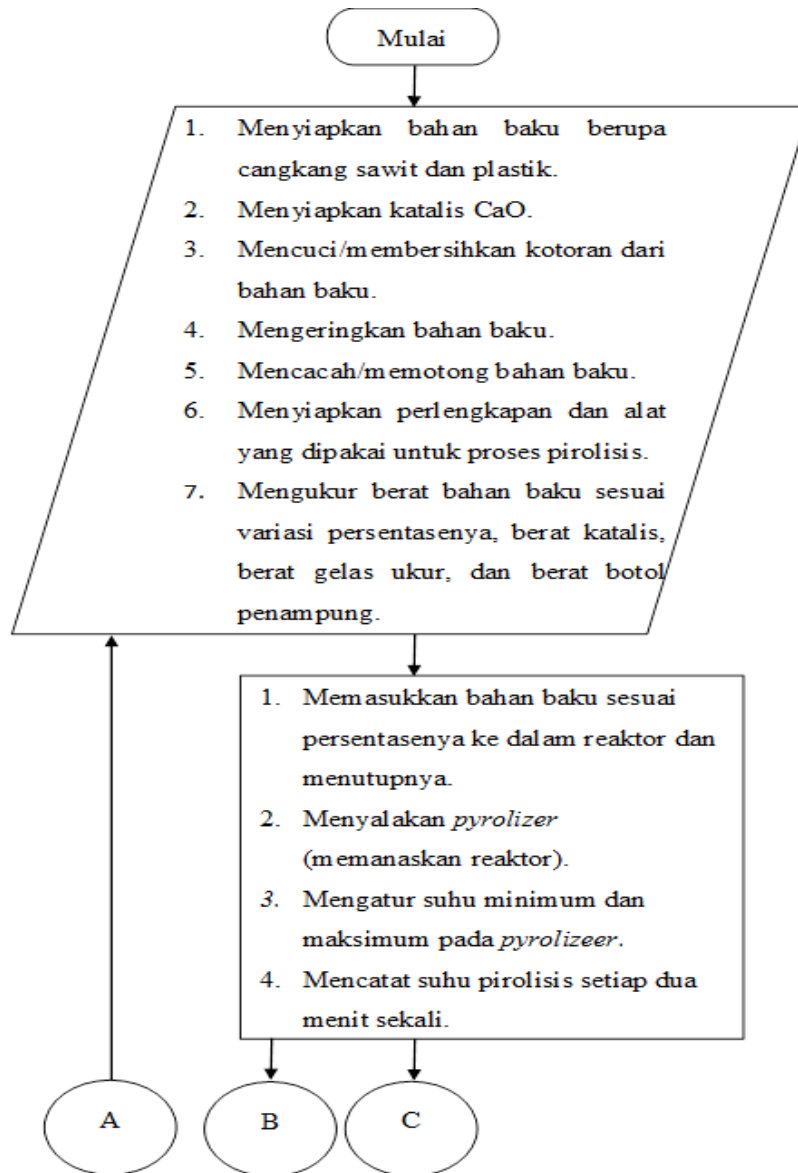 Mulai
1. Menyiapkan bahan baku berupa
cangkang sawit dan plastik.
2. Menyiapkan katalis CaO.
3. Mencuci/membersihkan kotoran dari
bahan baku.
4. Mengeringkan bahan baku.
5. Mencacah/memotong bahan baku.
6. Menyiapkan perlengkapan dan alat
yang dipakai untuk proses pirolisis.
7. Mengukur berat bahan baku sesuai
variasi persentasenya, berat katalis,
berat gelas ukur, dan berat botol
penampung.
1. Memasukkan bahan baku sesuai
persentasenya ke dalam reaktor dan
menutupnya.
2. Menyalakan pyrolizer
(memanaskan reaktor).
3. Mengatur suhu minimum dan
maksimum pada pyrolizeer.
4. Mencatat suhu pirolisis setiap dua
menit sekali.
A
B
C